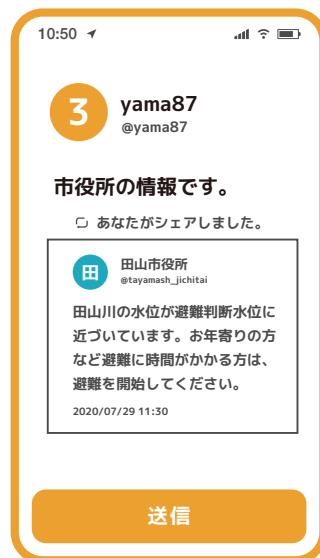 10:50
3
yama87
@yama87
市役所の情報です。
あなたがシェアしました。
田
田山市役所
@tayamash_jichitai
田山川の水位が避難判断水位に
近づいています。お年寄りの方
など避難に時間がかかる方は、
避難を開始してください。
2020/07/29 11:30
送信